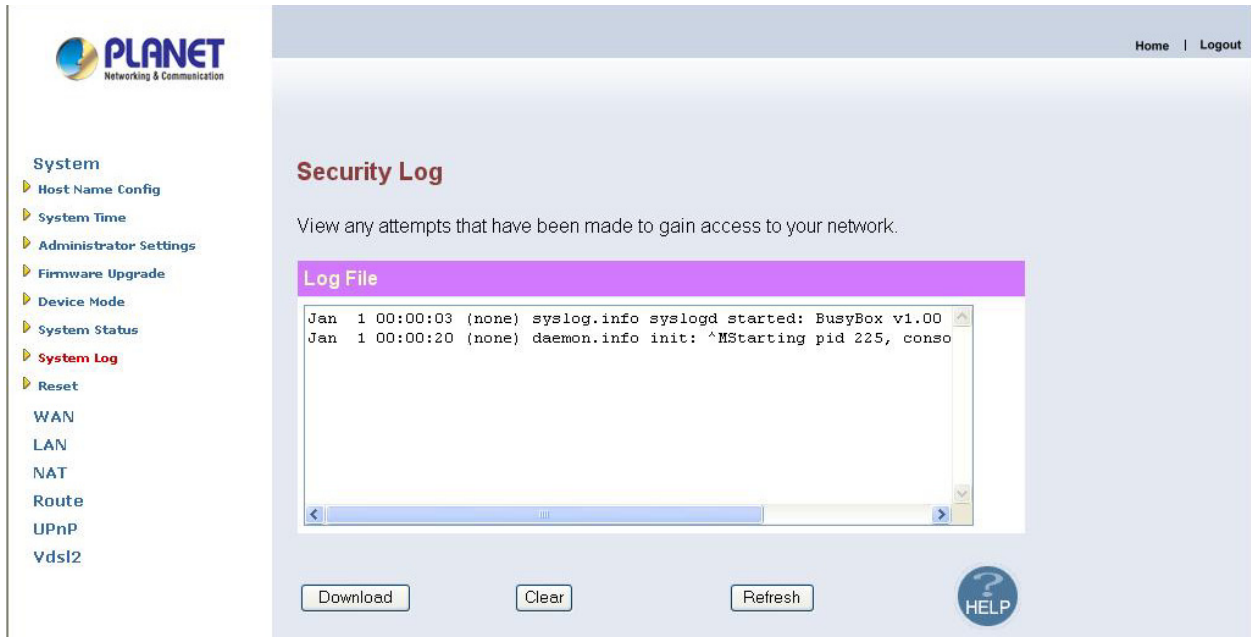 PLANET
Networking & Communication
Home | Logout
System
Host Name Config
System Time
Administrator Settings
Firmware Upgrade
Device Mode
System Status
System Log
Reset
WAN
LAN
NAT
Route
UPnP
Vdsl2
Security Log
View any attempts that have been made to gain access to your network.
Log File
Jan  1 00:00:03 (none) syslog.info syslogd started: BusyBox v1.00
Jan  1 00:00:20 (none) daemon.info init: ^MStarting pid 225, conso
Download
Clear
Refresh
?
HELP